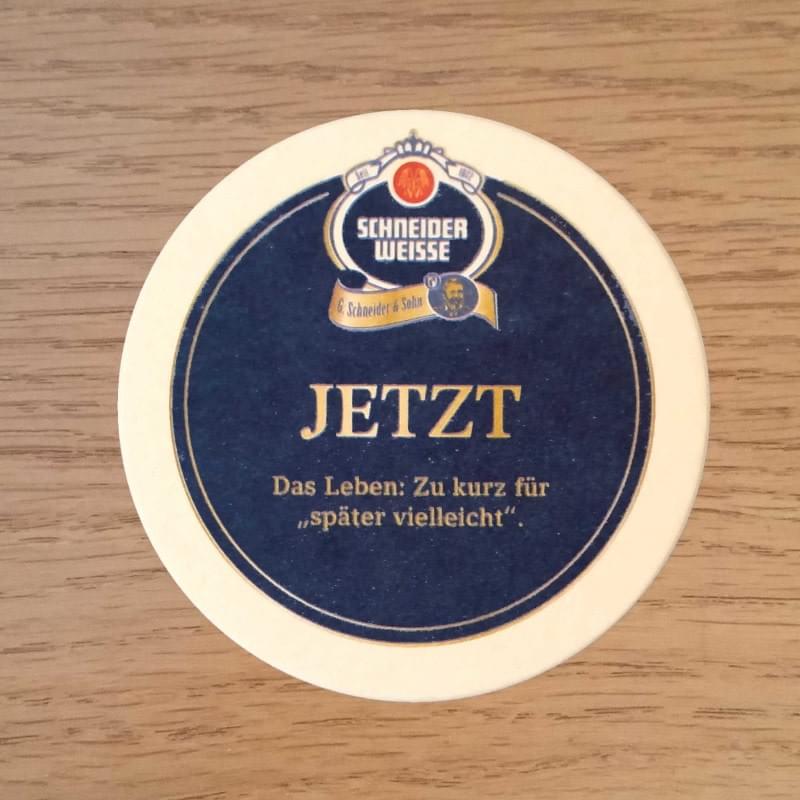 Seit 1872
SCHNEIDER
WEISSE
G. Schneider & Sohn
JETZT
Das Leben: Zu kurz für
„später vielleicht“.